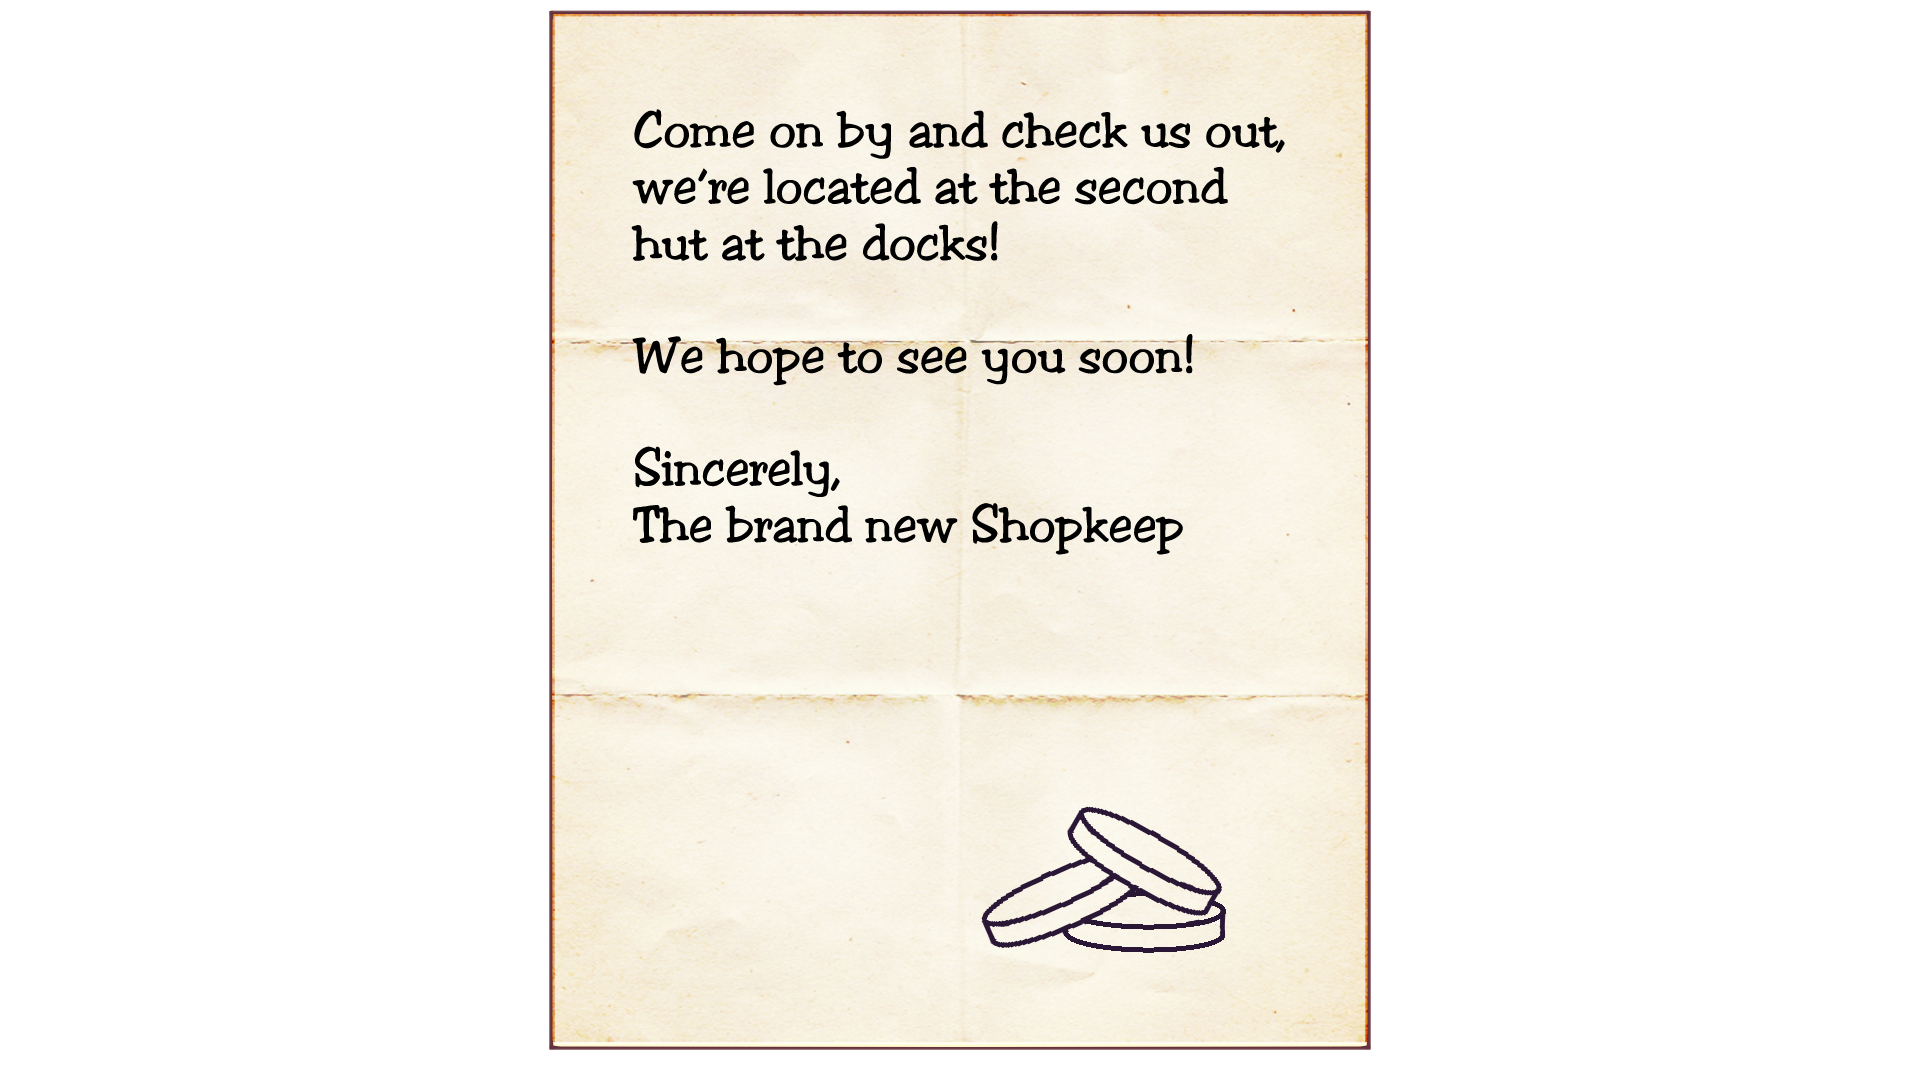 Come on by and check us out,
we're located at the second
hut at the docks!
We hope to see you soon!
Sincerely,
The brand new Shopkeep